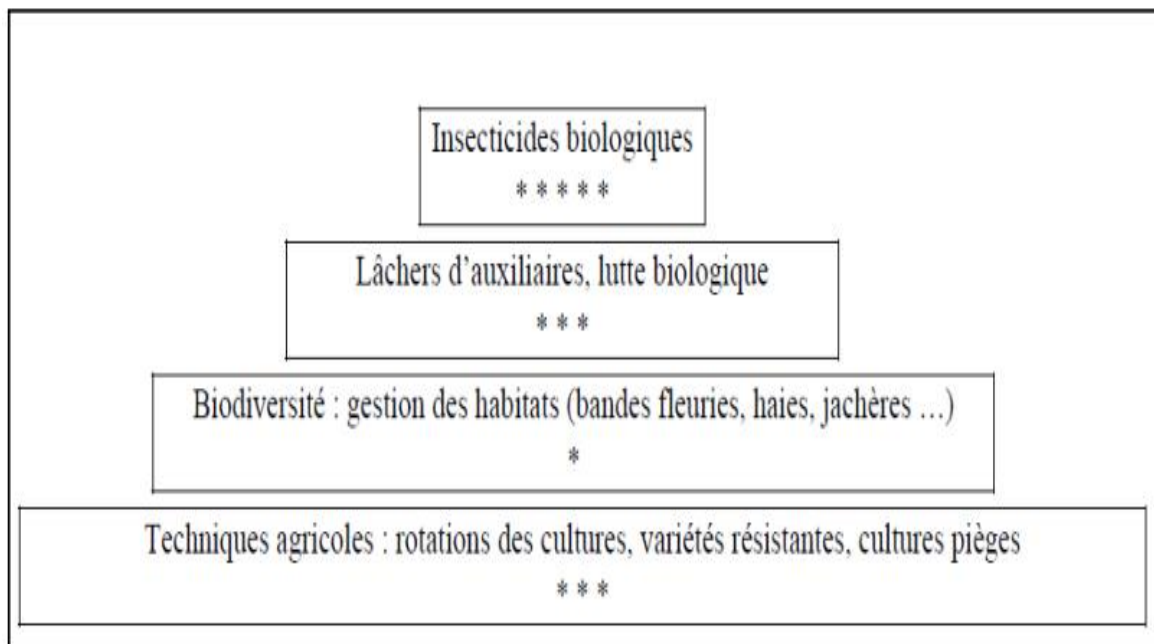 Insecticides biologiques
* * * * *
Lâchers d’auxiliaires, lutte biologique
* * *
Biodiversité : gestion des habitats (bandes fleuries, haies, jachères …)
*
Techniques agricoles : rotations des cultures, variétés résistantes, cultures pièges
* * *